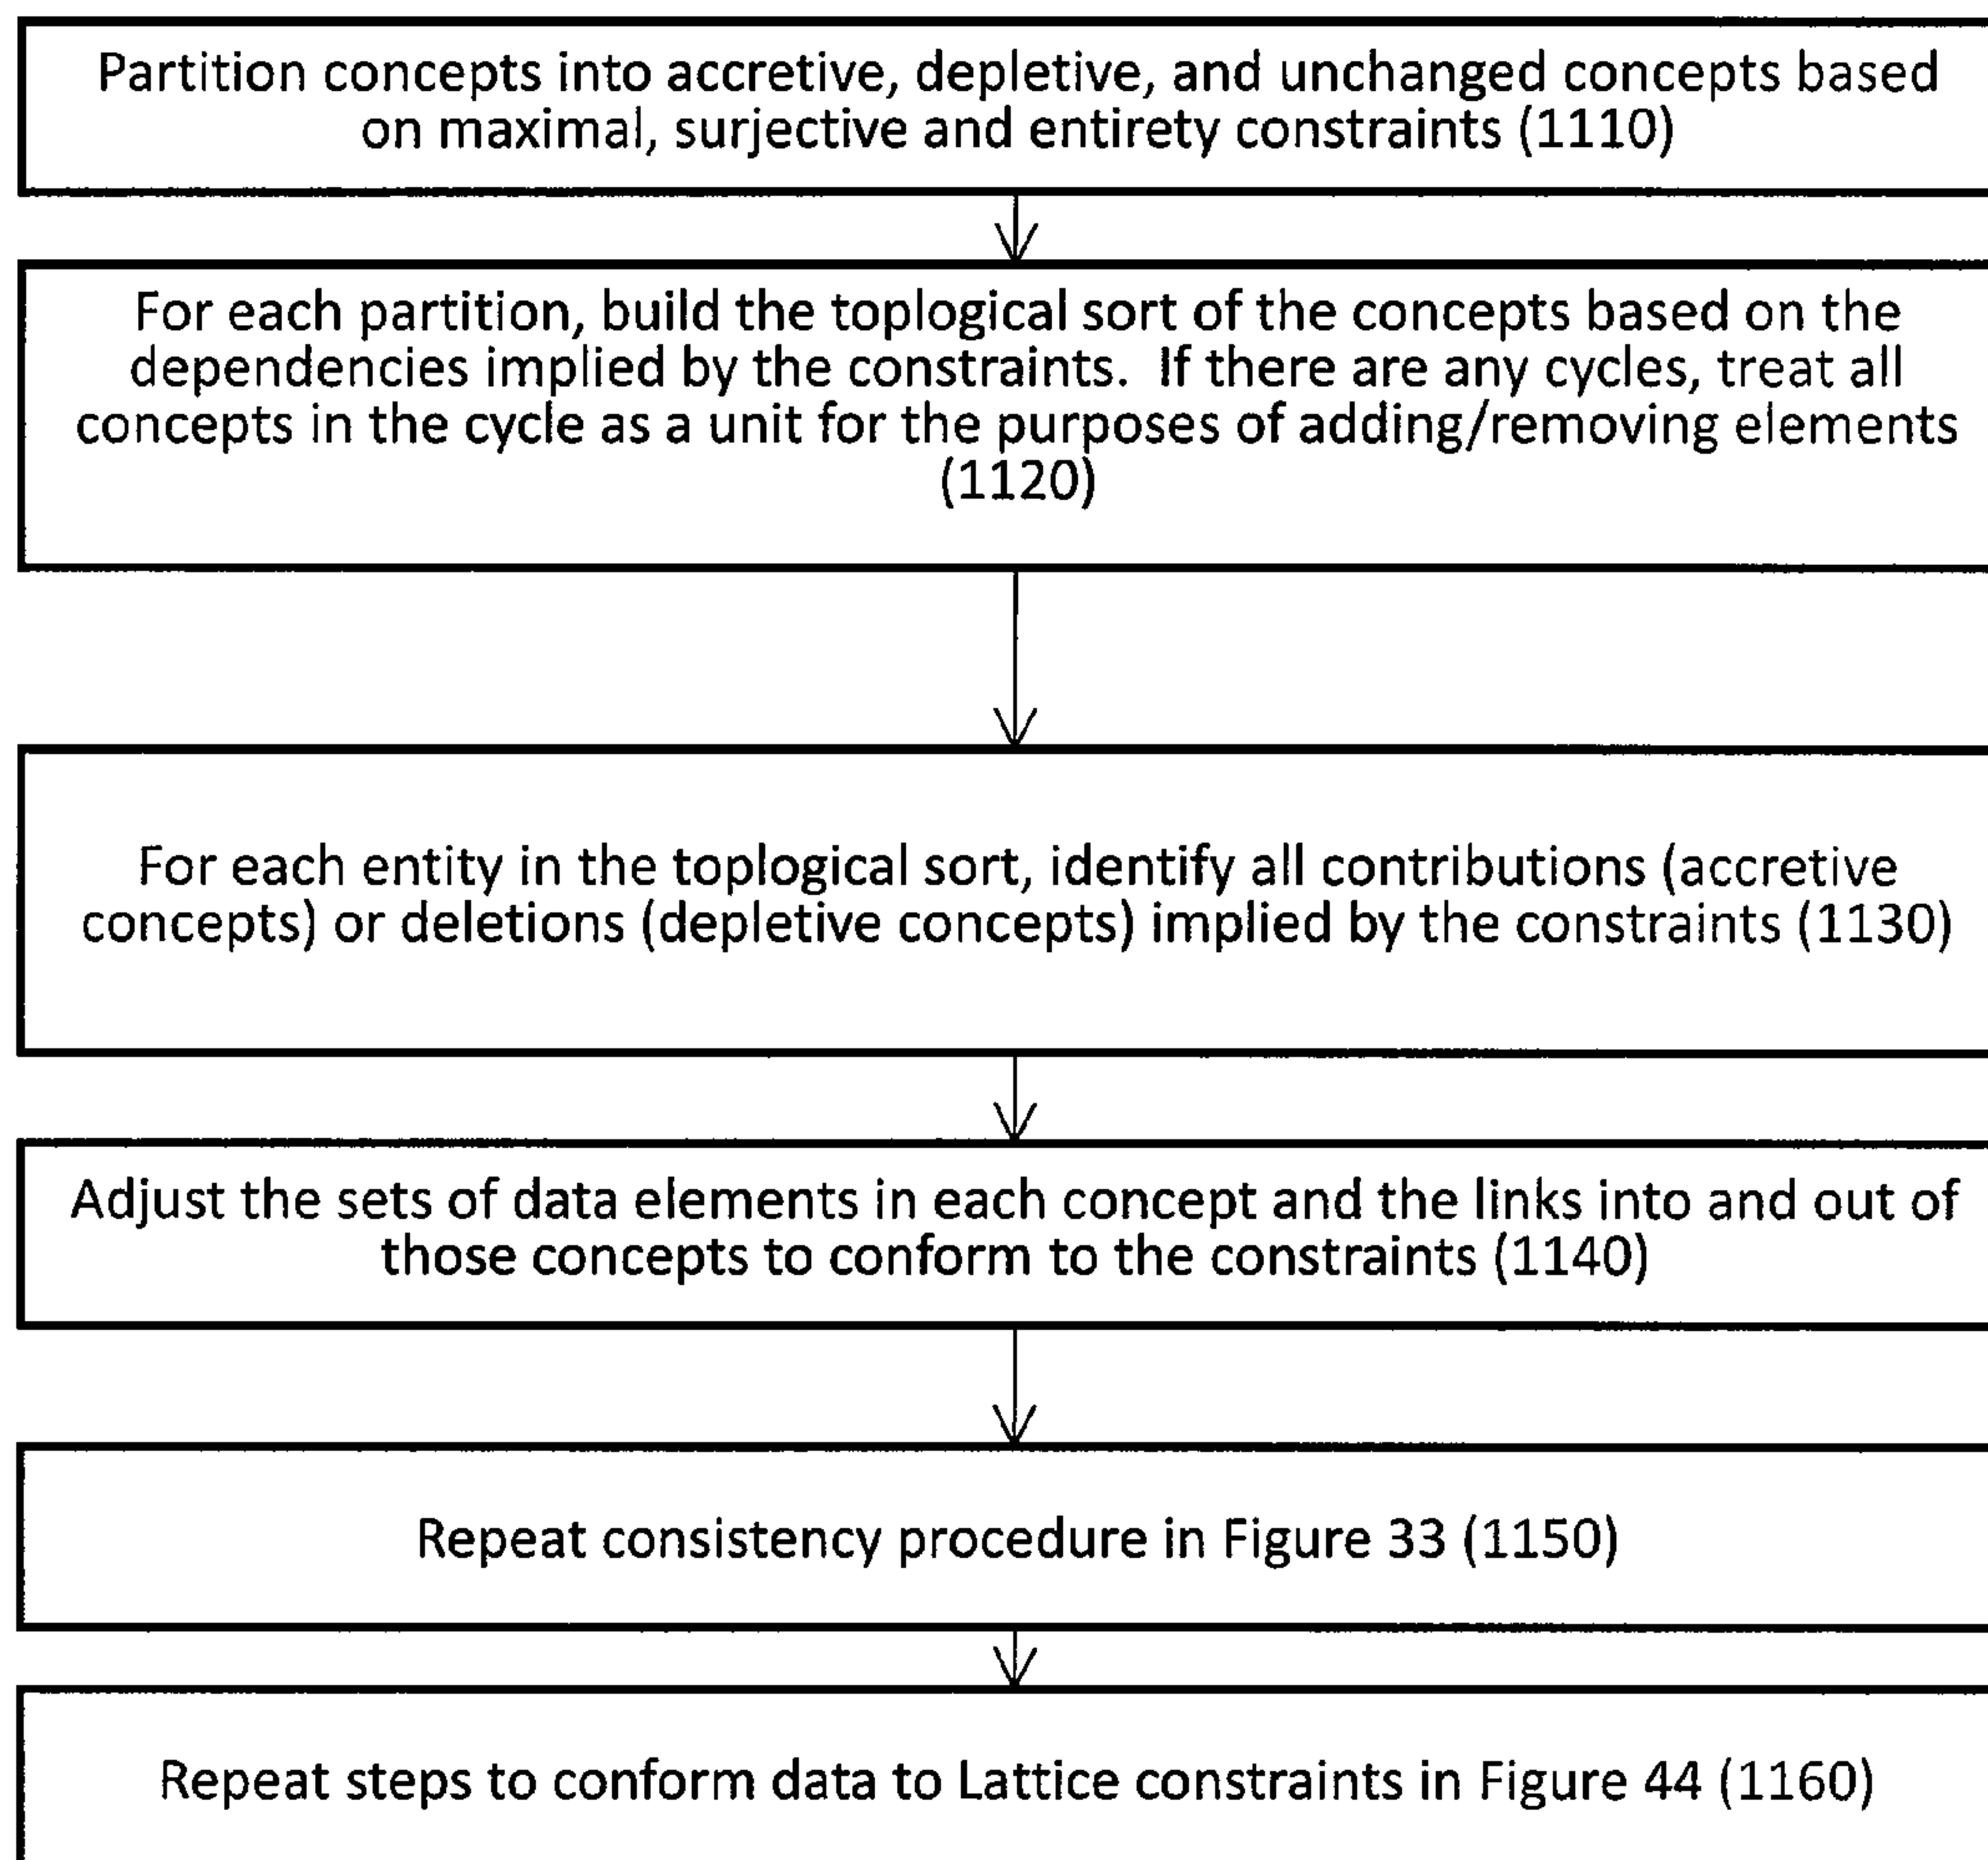 Partition concepts into accretive, depletive, and unchanged concepts based
on maximal, surjective and entirety constraints (1110)
For each partition, build the toplogical sort of the concepts based on the
dependencies implied by the constraints.  If there are any cycles, treat all
concepts in the cycle as a unit for the purposes of adding/removing elements
(1120)
For each entity in the toplogical sort, identify all contributions (accretive
concepts) or deletions (depletive concepts) implied by the constraints (1130)
Adjust the sets of data elements in each concept and the links into and out of
those concepts to conform to the constraints (1140)
Repeat consistency procedure in Figure 33 (1150)
Repeat steps to conform data to Lattice constraints in Figure 44 (1160)